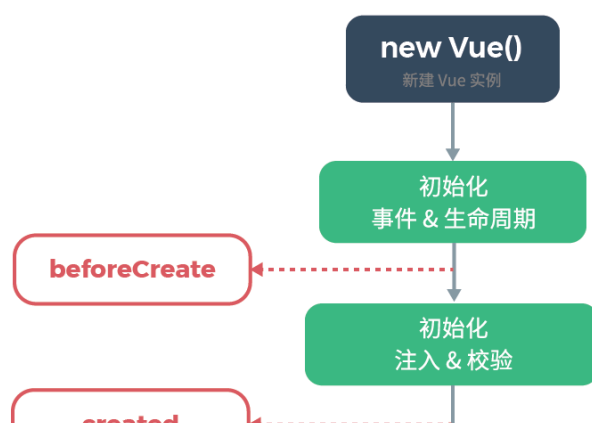 new Vue()
新建 Vue 实例
初始化
事件 & 生命周期
beforeCreate
初始化
注入 & 校验
created